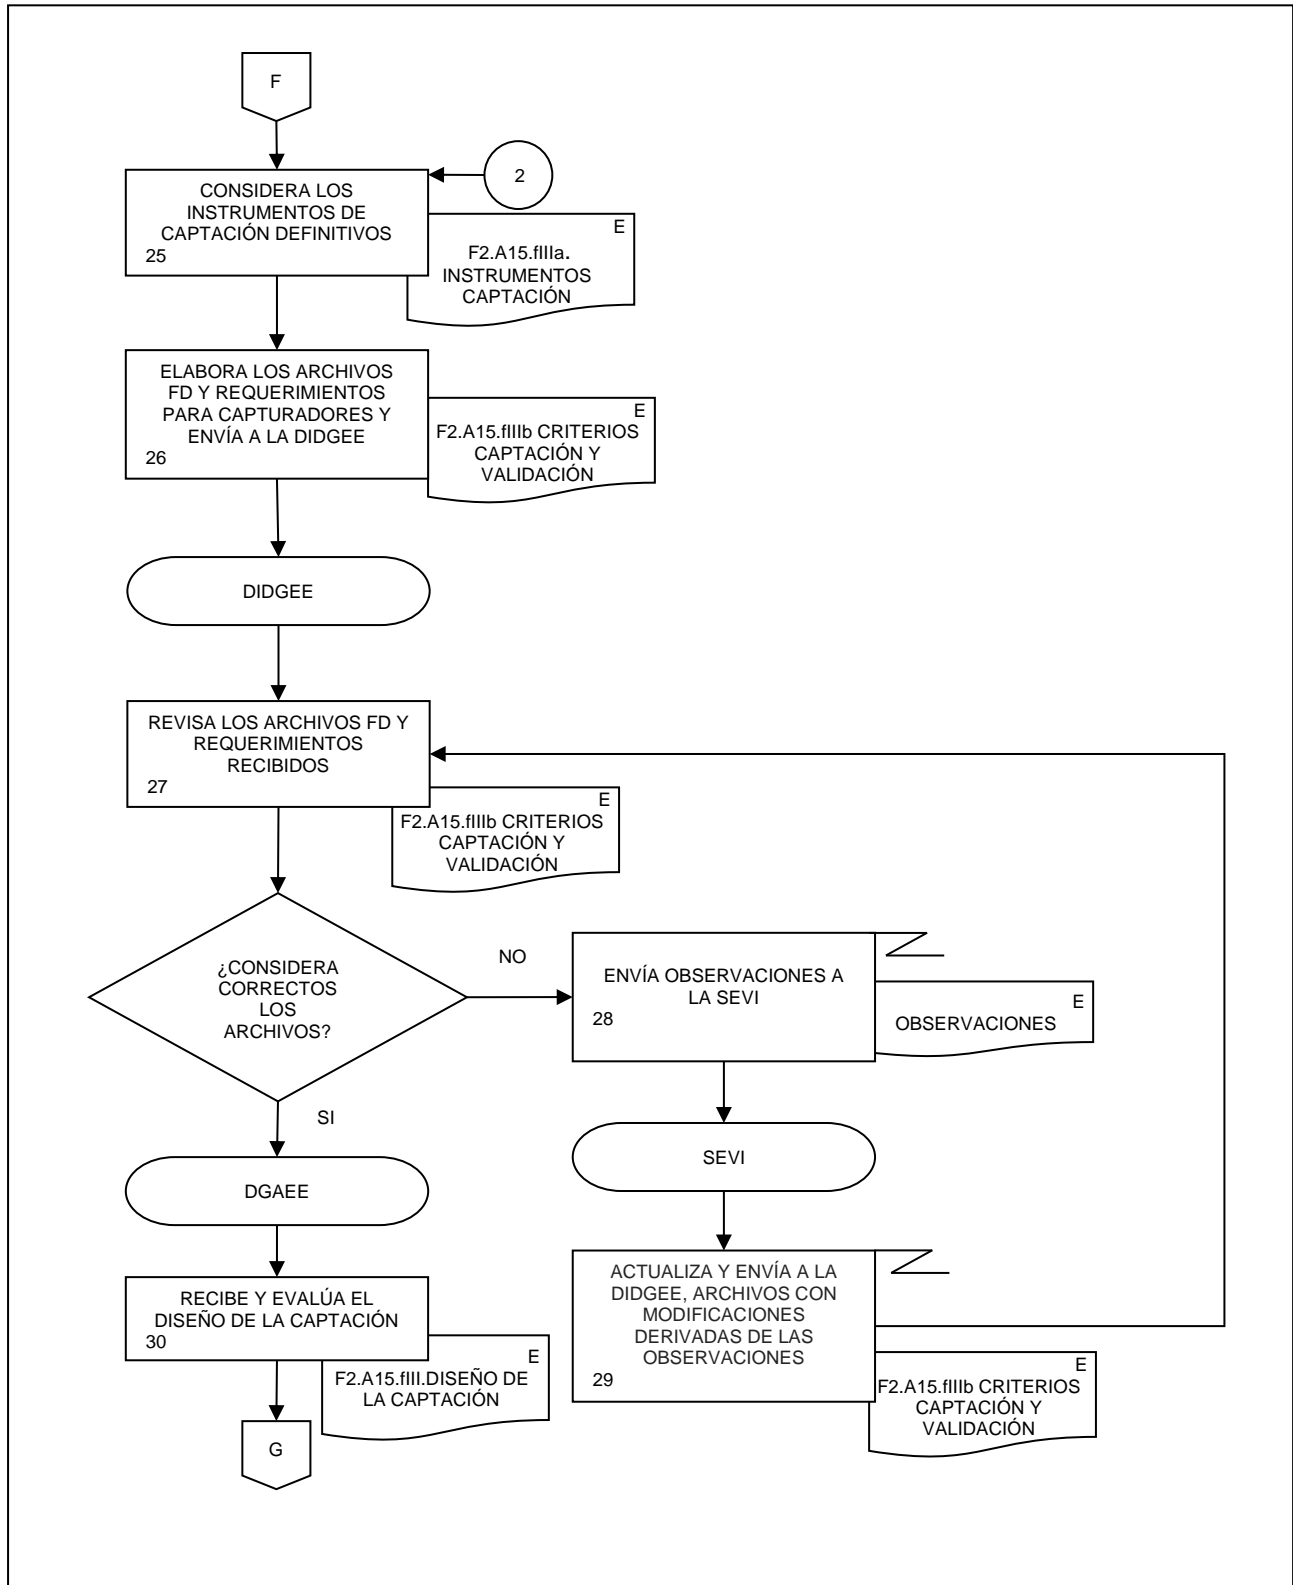 F
2
CONSIDERA LOS
INSTRUMENTOS DE
CAPTACIÓN DEFINITIVOS
25
E
F2.A15.fIIIa.
INSTRUMENTOS
CAPTACIÓN
ELABORA LOS ARCHIVOS
FD Y REQUERIMIENTOS
PARA CAPTURADORES Y
ENVÍA A LA DIDGEE
26
E
F2.A15.fIIIb CRITERIOS
CAPTACIÓN Y
VALIDACIÓN
DIDGEE
REVISA LOS ARCHIVOS FD Y
REQUERIMIENTOS
RECIBIDOS
27
E
F2.A15.fIIIb CRITERIOS
CAPTACIÓN Y
VALIDACIÓN
¿CONSIDERA
CORRECTOS
LOS
ARCHIVOS?
NO
ENVÍA OBSERVACIONES A
LA SEVI
28
E
OBSERVACIONES
SI
SEVI
DGAEE
ACTUALIZA Y ENVÍA A LA
DIDGEE, ARCHIVOS CON
MODIFICACIONES
DERIVADAS DE LAS
OBSERVACIONES
29
E
F2.A15.fIIIb CRITERIOS
CAPTACIÓN Y
VALIDACIÓN
RECIBE Y EVALÚA EL
DISEÑO DE LA CAPTACIÓN
30
E
F2.A15.fIII.DISEÑO DE
LA CAPTACIÓN
G